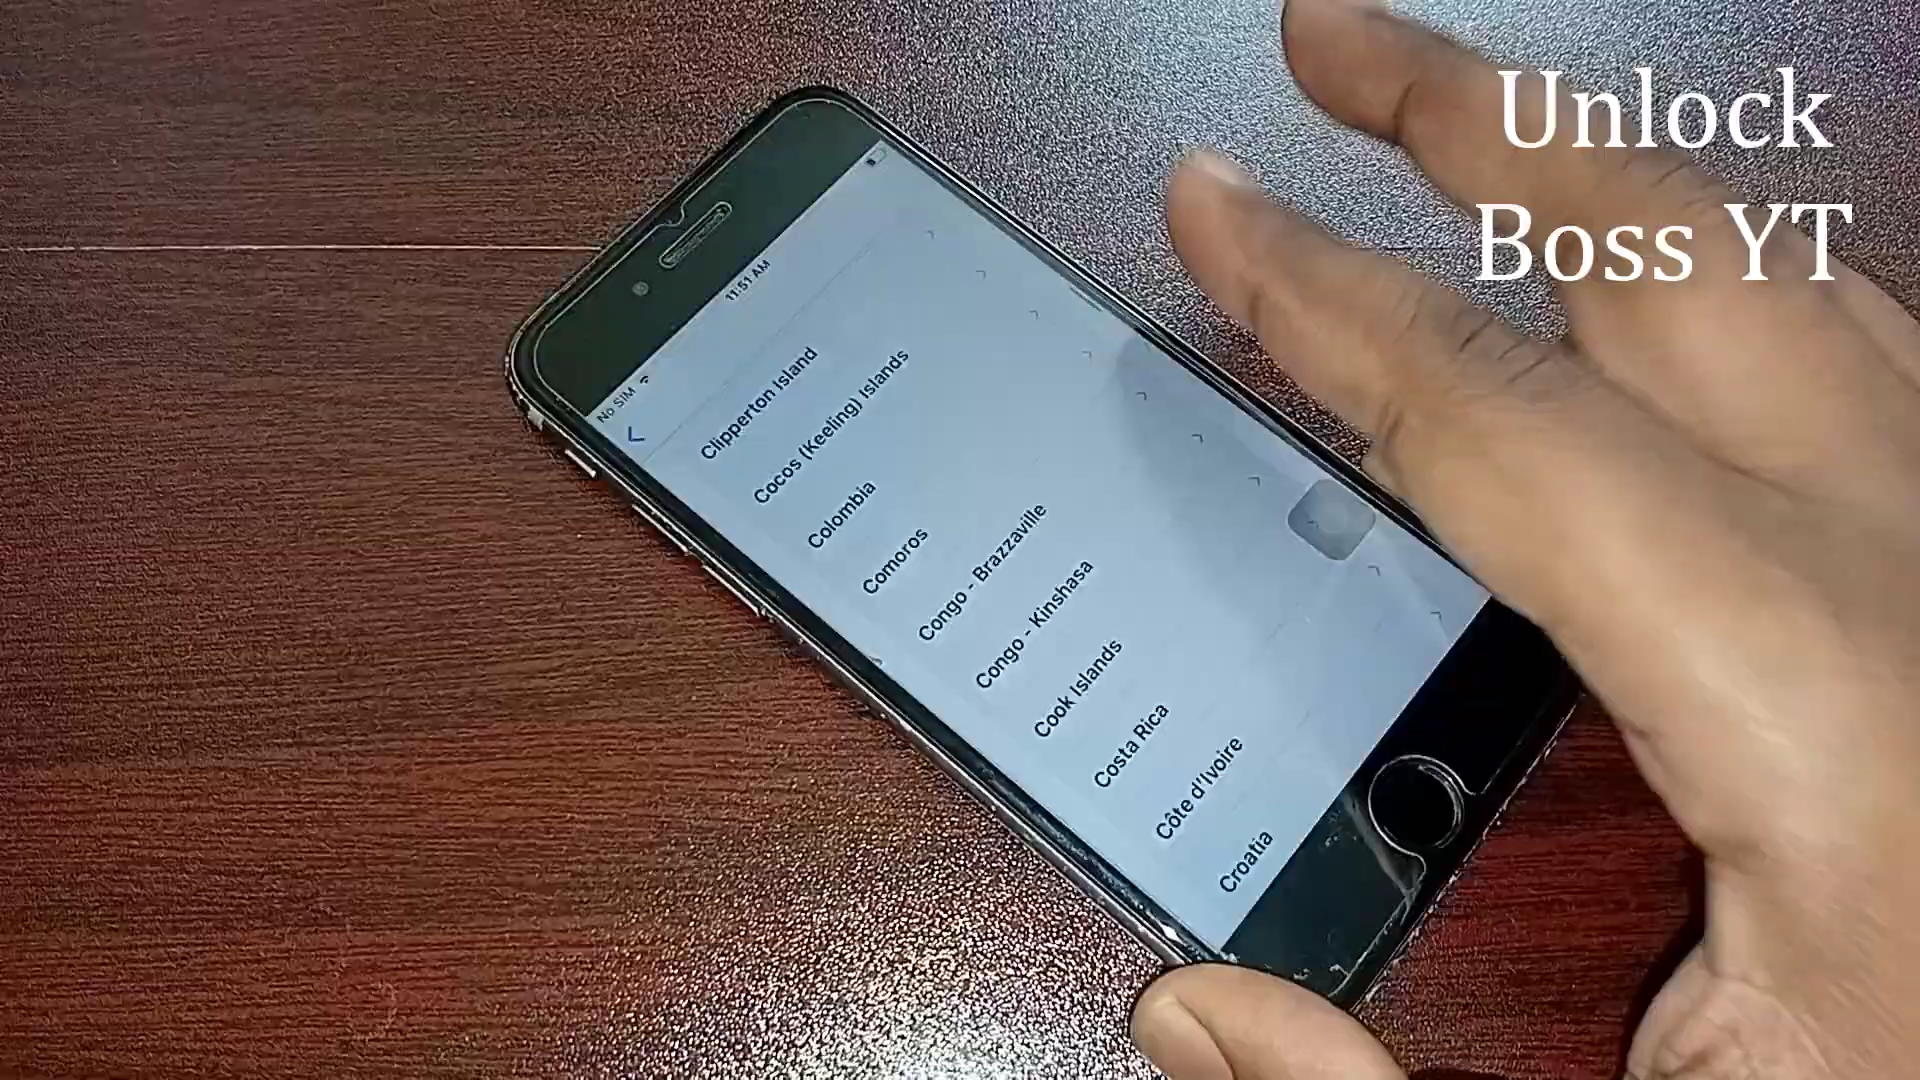 Unlock
Boss YT
No SIM
11:51 AM
Clipperton Island
Cocos (Keeling) Islands
Colombia
Comoros
Congo - Brazzaville
Congo - Kinshasa
Cook Islands
Costa Rica
Côte d'Ivoire
Croatia